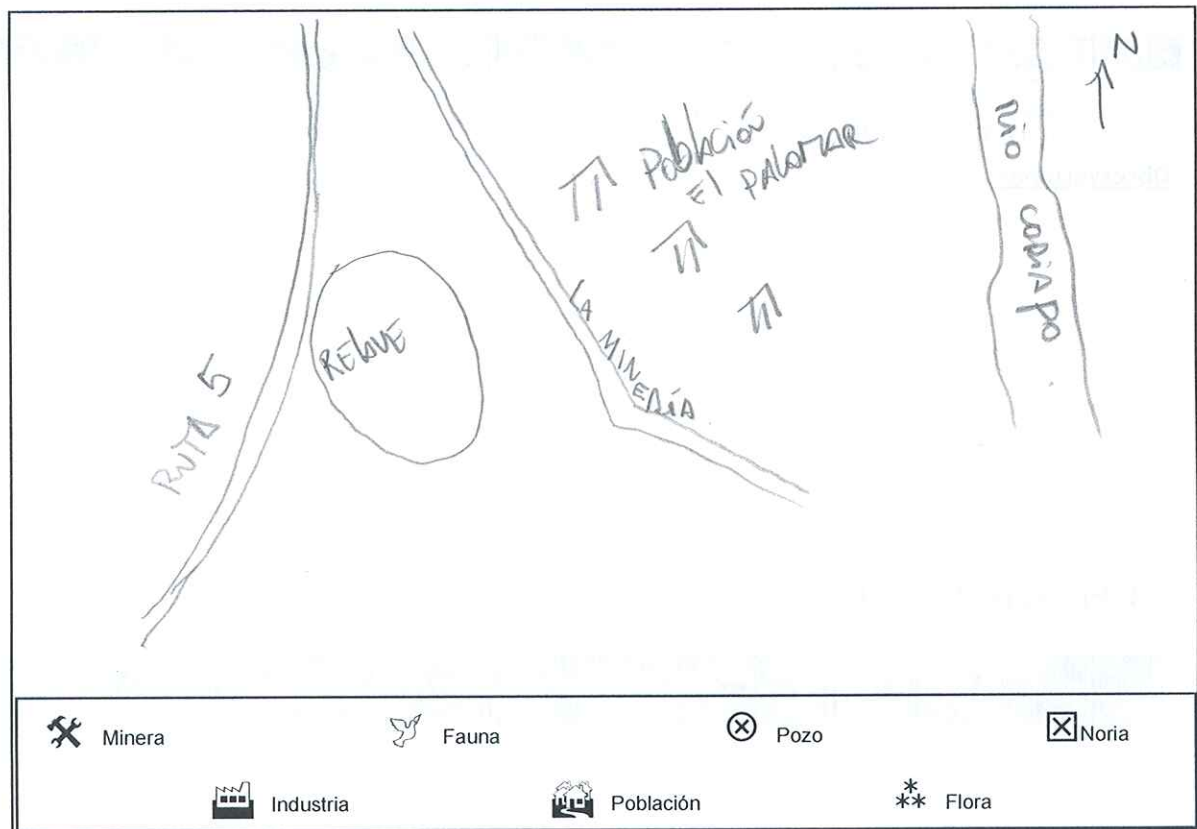 N
Población
El PALOMAR
Río COPIAPO
LA MINERÍA
RELAVE
RUTA 5
Minera
Fauna
Pozo
Noria
Industria
Población
Flora